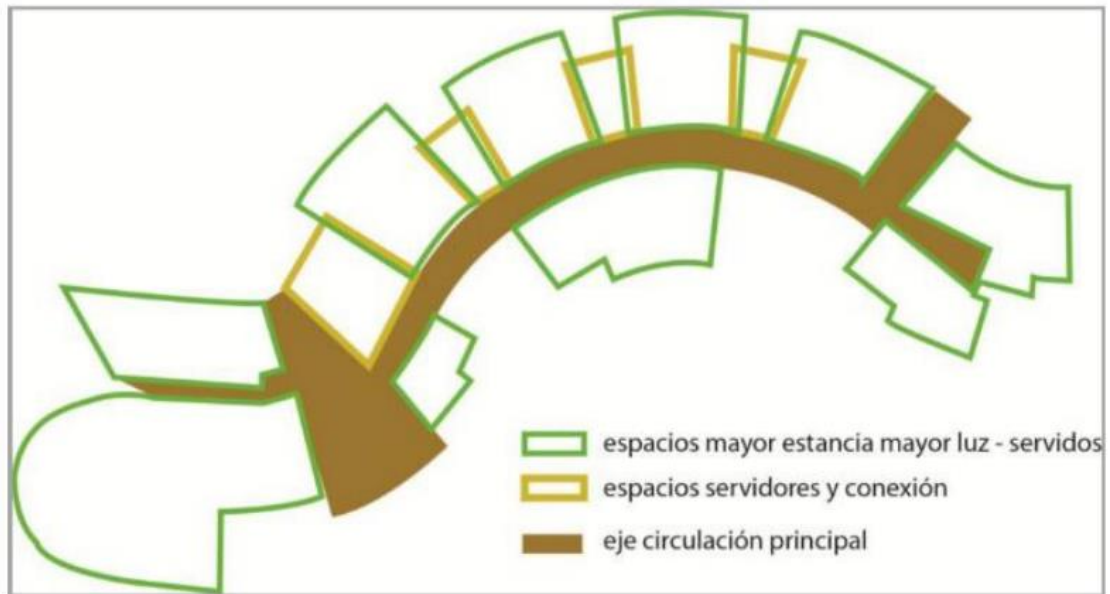 espacios mayor estancia mayor luz - servidos
espacios servidores y conexión
eje circulación principal